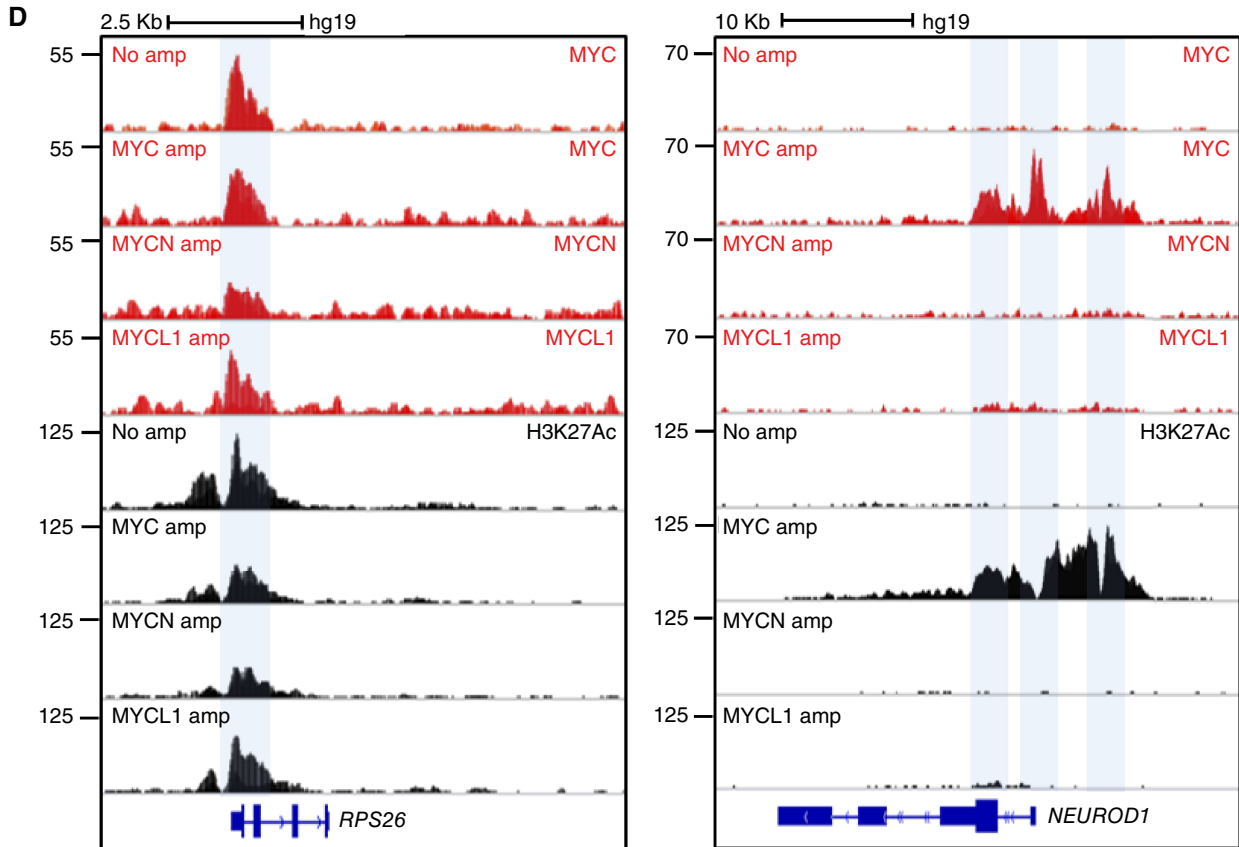 D
2.5 Kb hg19
55 No amp MYC
55 MYC amp MYC
55 MYCN amp MYCN
55 MYCL1 amp MYCL1
125 No amp H3K27Ac
125 MYC amp
125 MYCN amp
125 MYCL1 amp
RPS26
10 Kb hg19
70 No amp MYC
70 MYC amp MYC
70 MYCN amp MYCN
70 MYCL1 amp MYCL1
125 No amp H3K27Ac
125 MYC amp
125 MYCN amp
125 MYCL1 amp
NEUROD1